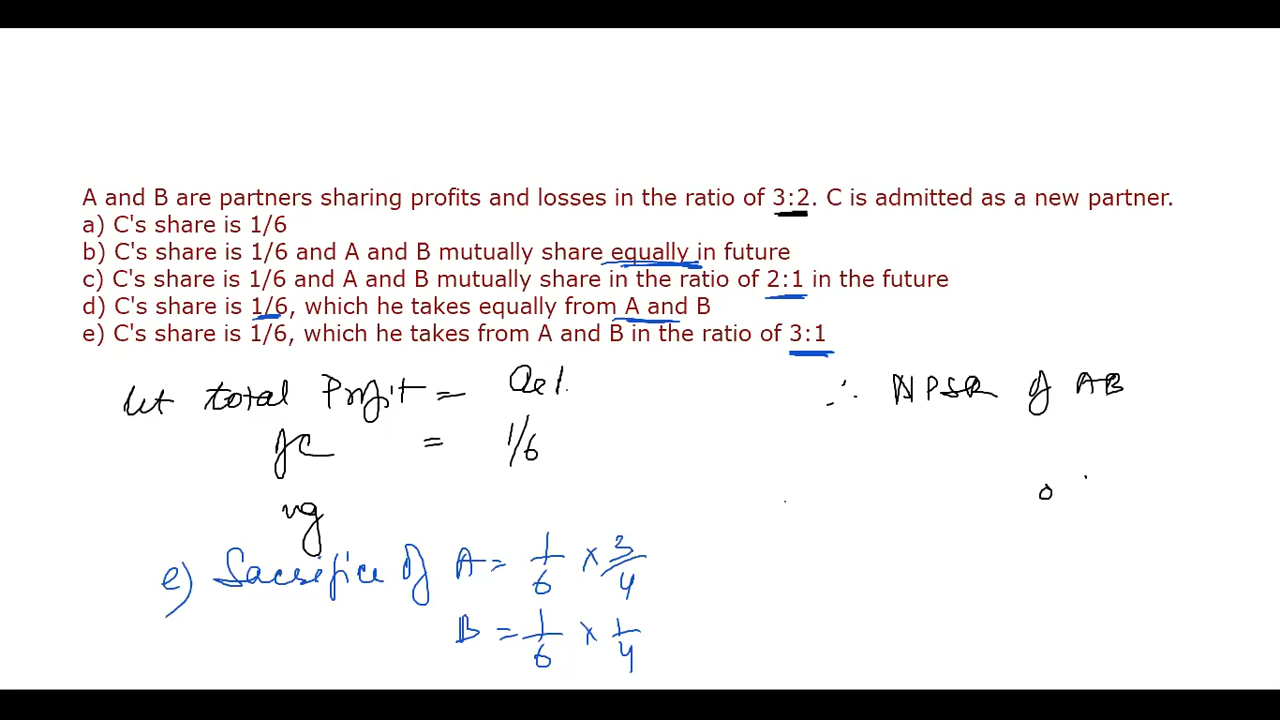 A and B are partners sharing profits and losses in the ratio of 3:2. C is admitted as a new partner.
a) C's share is 1/6
b) C's share is 1/6 and A and B mutually share equally in future
c) C's share is 1/6 and A and B mutually share in the ratio of 2:1 in the future
d) C's share is 1/6, which he takes equally from A and B
e) C's share is 1/6, which he takes from A and B in the ratio of 3:1
let total Profit =
∴ NPSR of AB
of C = 1/6
e) Sacrifice of A = 1/6 × 3/4
B = 1/6 × 1/4